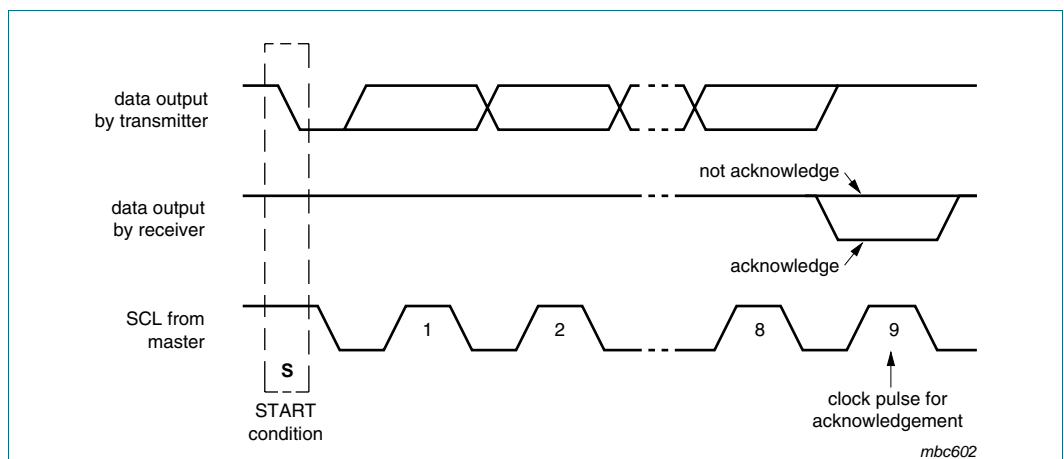 data output
by transmitter
not acknowledge
data output
by receiver
acknowledge
SCL from
master
1
2
8
9
S
START
condition
clock pulse for
acknowledgement
mbc602